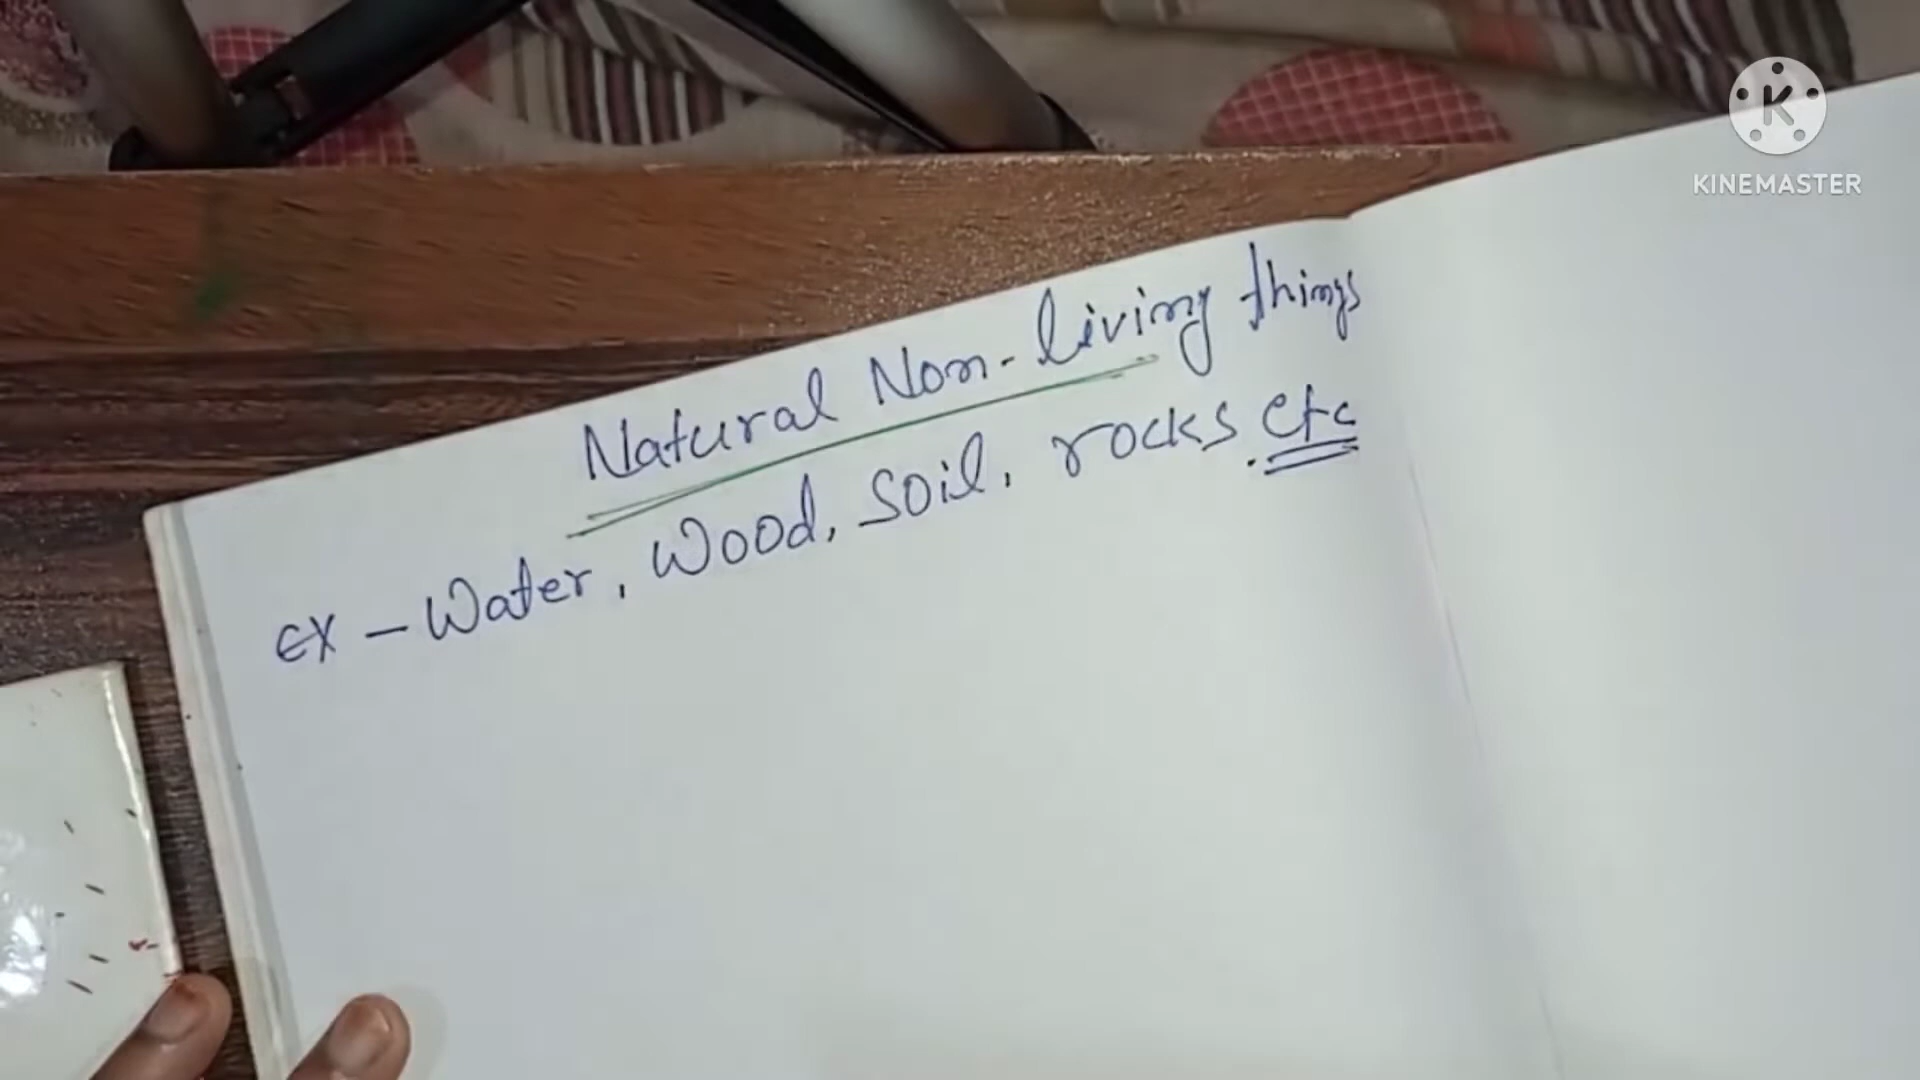 K
KINEMASTER
Natural Non-living things
EX - Water, Wood, Soil, rocks etc